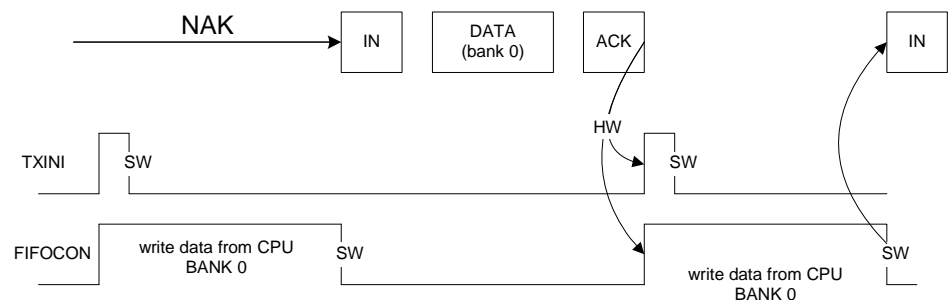 NAK
IN
DATA
(bank 0)
ACK
IN
HW
TXINI
SW
SW
FIFOCON
write data from CPU
BANK 0
SW
write data from CPU
BANK 0
SW